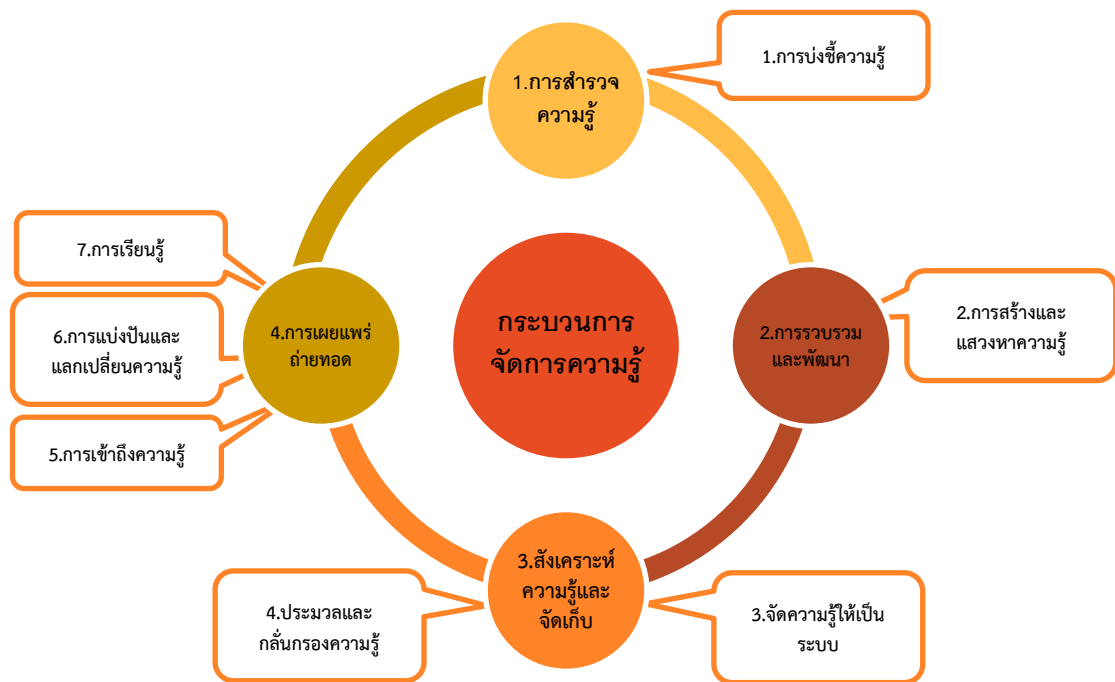 1.การบ่งชี้ความรู้
1.การสำรวจ
ความรู้
7.การเรียนรู้
6.การแบ่งปันและ
แลกเปลี่ยนความรู้
5.การเข้าถึงความรู้
4.การเผยแพร่
ถ่ายทอด
กระบวนการ
จัดการความรู้
2.การรวบรวม
และพัฒนา
2.การสร้างและ
แสวงหาความรู้
3.สังเคราะห์
ความรู้และ
จัดเก็บ
4.ประมวลและ
กลั่นกรองความรู้
3.จัดความรู้ให้เป็น
ระบบ